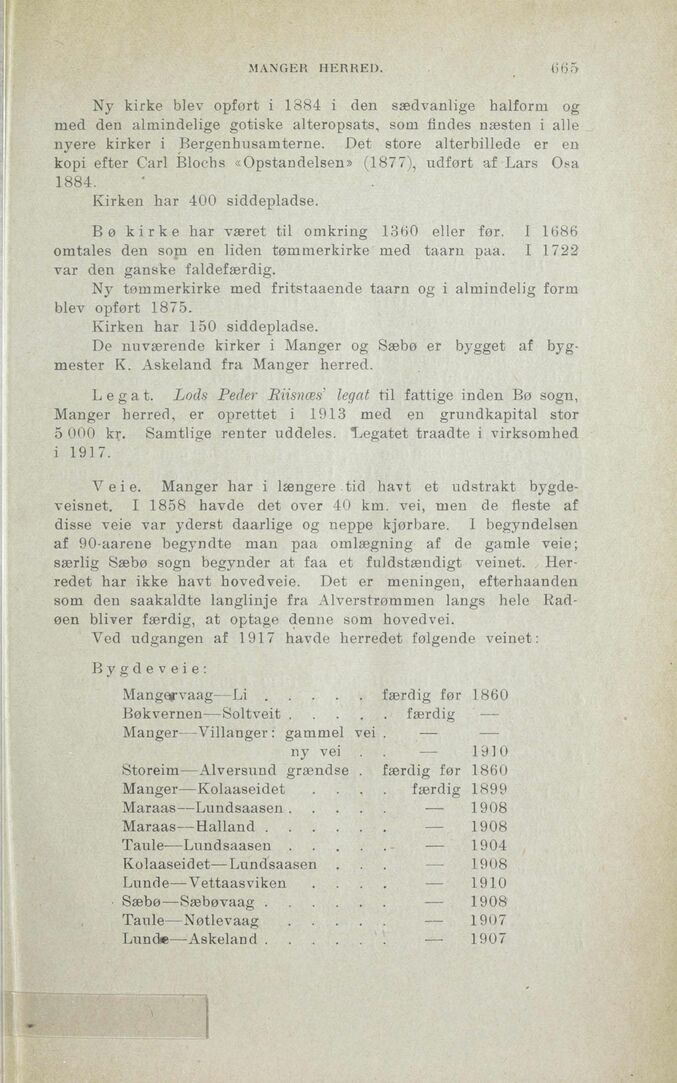 MANGER HERRED. 665
Ny kirke blev opført i 1884 i den sædvanlige halform og
med den almindelige gotiske alteropsats, som findes næsten i alle
nyere kirker i Bergenhusamterne. Det store alterbillede er en
kopi efter Carl Blochs «Opstandelsen» (1877), udført af Lars Osa
1884.
Kirken har 400 siddepladse.
Bø kirke har været til omkring 1360 eller før. I 1686
omtales den som en liden tømmerkirke med taarn paa. I 1722
var den ganske faldefærdig.
Ny tømmerkirke med fritstaaende taarn og i almindelig form
blev opført 1875.
Kirken har 150 siddepladse.
De nuværende kirker i Manger og Sæbø er bygget af byg-
mester K. Askeland fra Manger herred.
Legat. Lods Peder Riisnæs' legat til fattige inden Bø sogn,
Manger herred, er oprettet i 1913 med en grundkapital stor
5 000 kr. Samtlige renter uddeles. Legatet traadte i virksomhed
i 1917.
Veie. Manger har i længere tid havt et udstrakt bygde-
veisnet. I 1858 havde det over 40 km. vei, men de fleste af
disse veie var yderst daarlige og neppe kjørbare. I begyndelsen
af 90-aarene begyndte man paa omlægning af de gamle veie;
særlig Sæbø sogn begynder at faa et fuldstændigt veinet. Her-
redet har ikke havt hovedveie. Det er meningen, efterhaanden
som den saakaldte langlinje fra Alverstrømmen langs hele Rad-
øen bliver færdig, at optage denne som hovedvei.
Ved udgangen af 1917 havde herredet følgende veinet:
Bygdeveie:
Mangervaag—Li . . . . . færdig før 1860
Bøkvernen—Soltveit . . . . . færdig —
Manger—Villanger: gammel vei . — —
ny vei . . — 1910
Storeim—Alversund grændse . færdig før 1860
Manger—Kolaaseidet . . . . færdig 1899
Maraas—Lundsaasen . . . . . — 1908
Maraas—Halland . . . . . . — 1908
Taule—Lundsaasen . . . . . — 1904
Kolaaseidet—Lundsaasen . . . — 1908
Lunde—Vettaasviken . . . . — 1910
Sæbø—Sæbøvaag . . . . . . — 1908
Taule—Nøtlevaag . . . . . — 1907
Lunde—Askeland . . . . . . — 1907